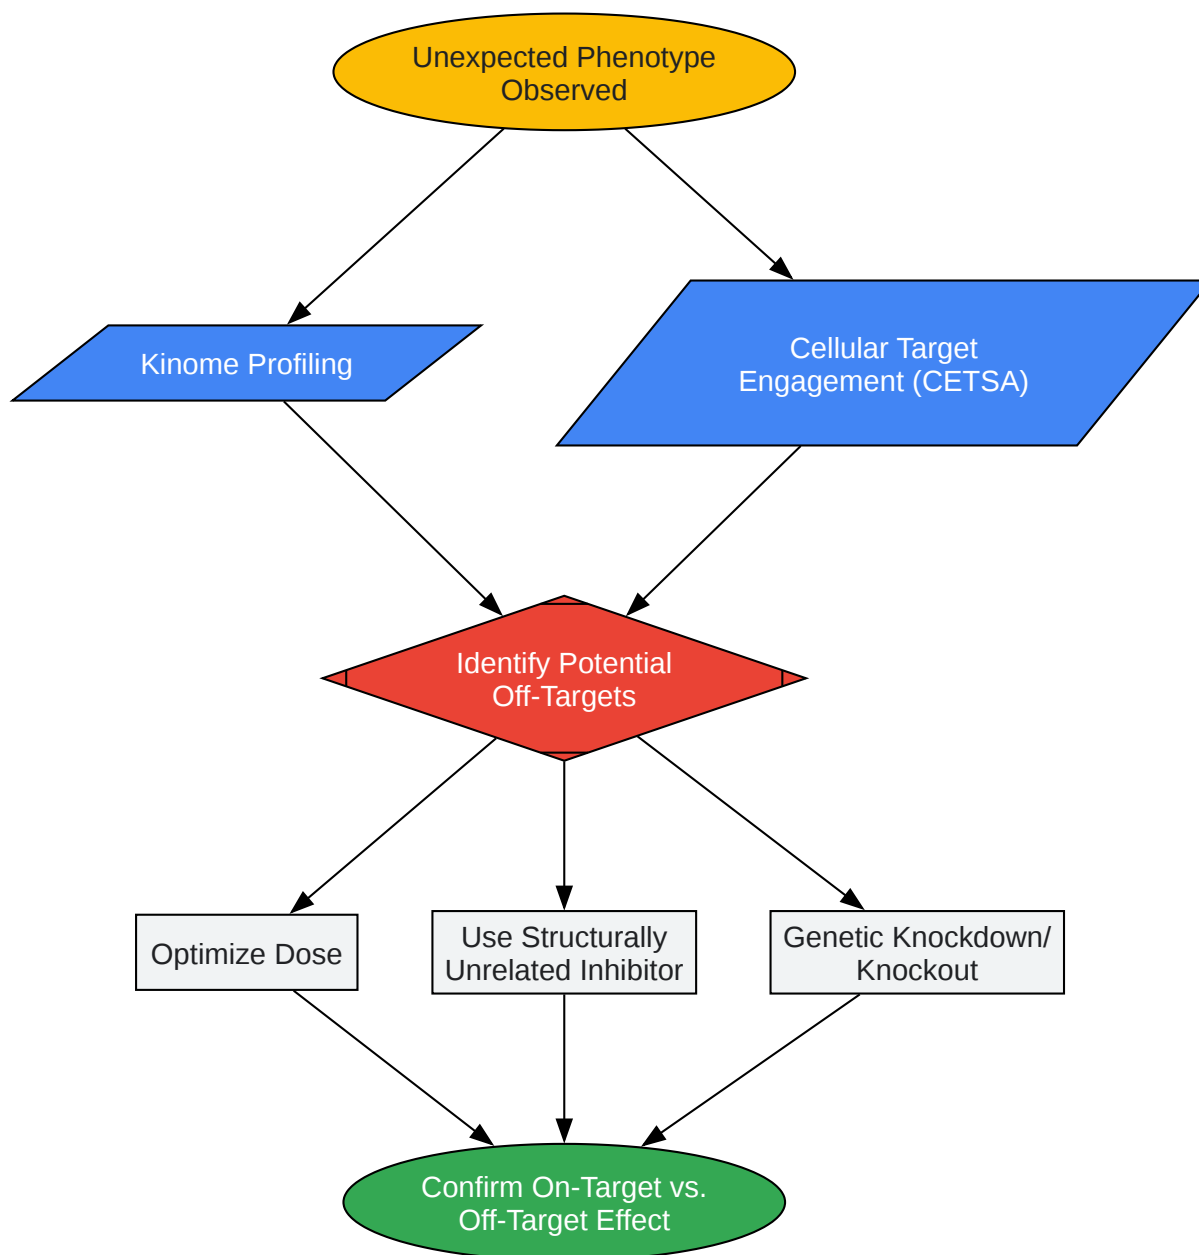 Unexpected Phenotype
Observed
Kinome Profiling
Cellular Target
Engagement (CETSA)
Identify Potential
Off-Targets
Optimize Dose
Use Structurally
Unrelated Inhibitor
Genetic Knockdown/
Knockout
Confirm On-Target vs.
Off-Target Effect